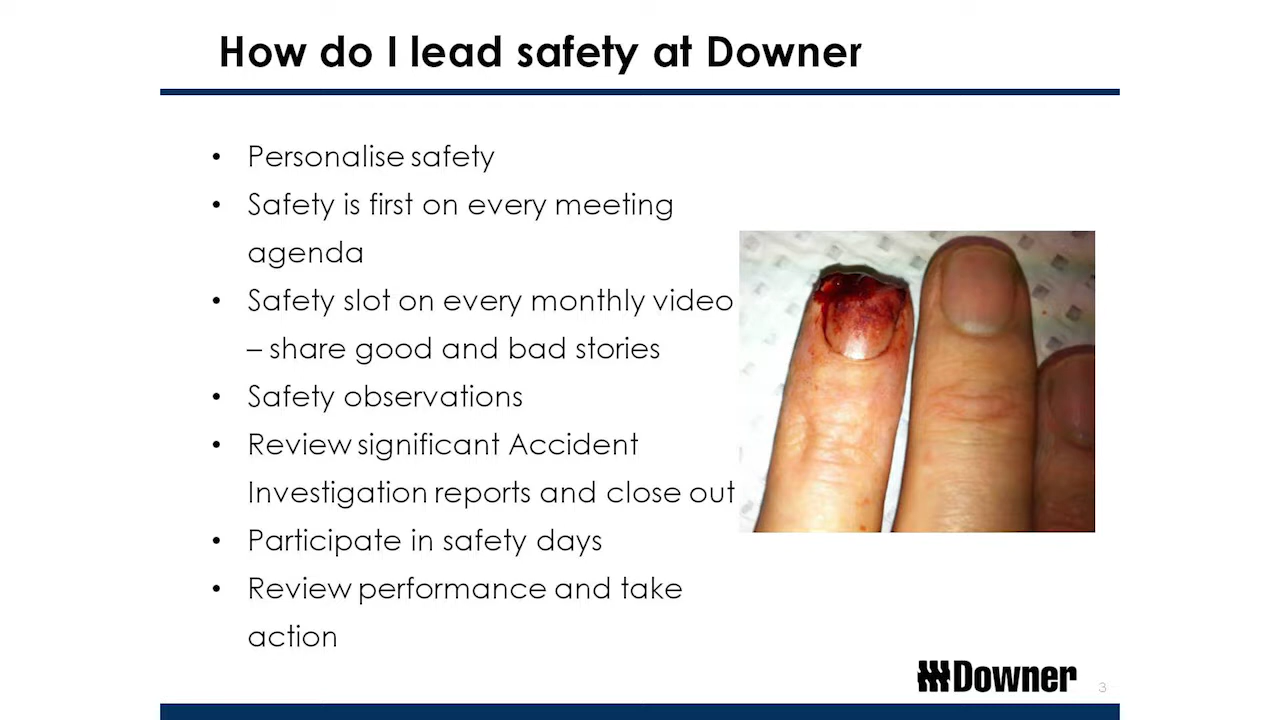 How do I lead safety at Downer
• Personalise safety
• Safety is first on every meeting
agenda
• Safety slot on every monthly video
– share good and bad stories
• Safety observations
• Review significant Accident
Investigation reports and close out
• Participate in safety days
• Review performance and take
action
Downer
3